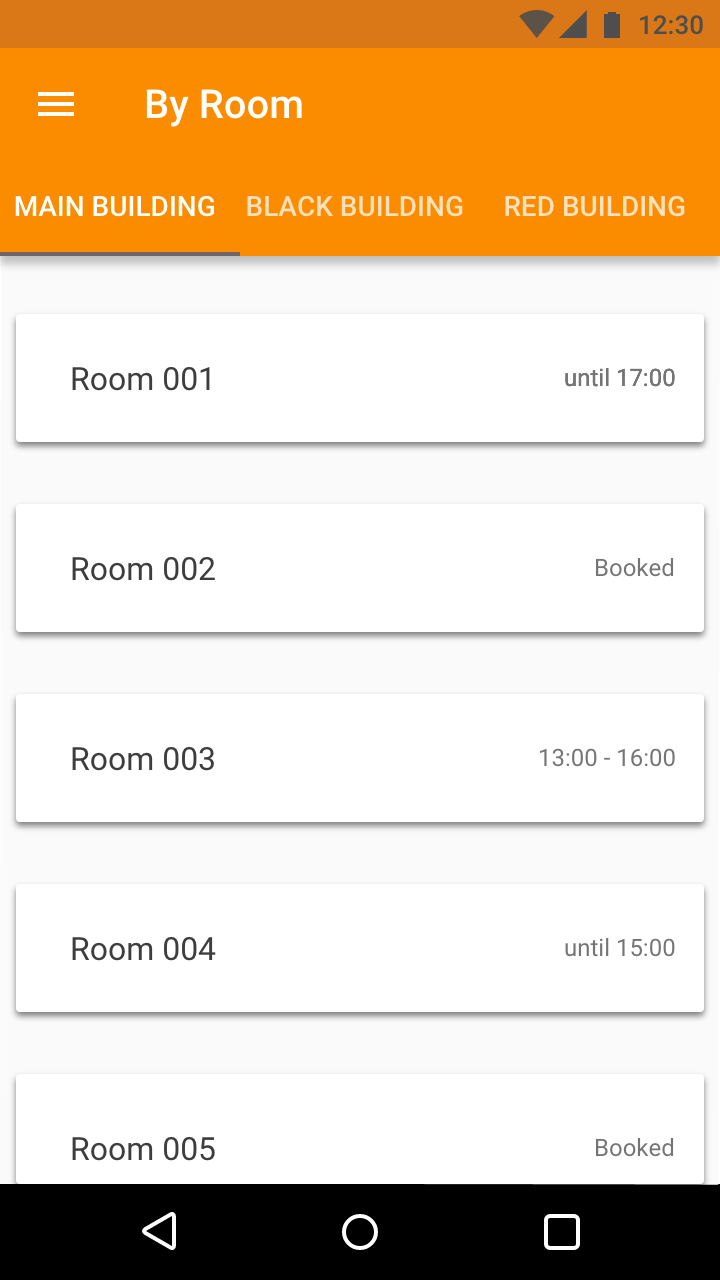 12:30
By Room
MAIN BUILDING BLACK BUILDING RED BUILDING
Room 001 until 17:00
Room 002 Booked
Room 003 13:00 - 16:00
Room 004 until 15:00
Room 005 Booked